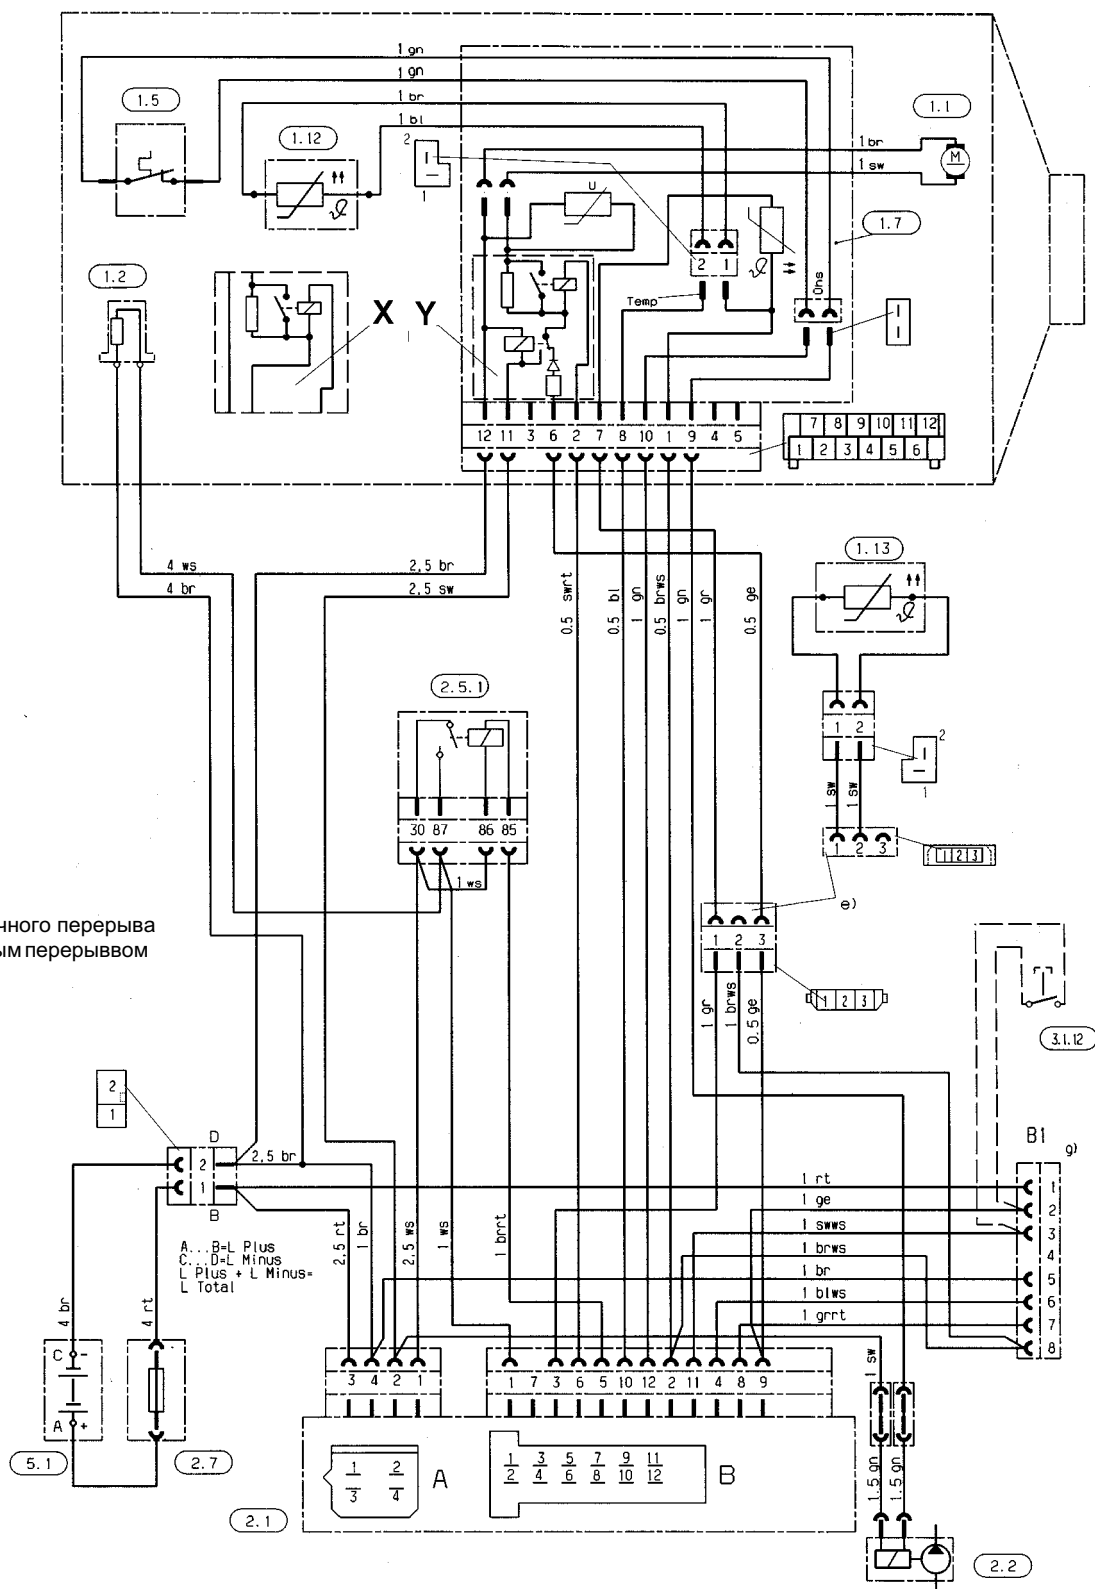 1 gn
1 gn
1.5
1 br
1.1
1.12
1 bl
2
1 br
M
1 sw
1
U
1.7
1.2
2 1
Ohs
Temp
X Y
12 11 3 6 2 7 8 10 1 9 4 5
7 8 9 10 11 12
1 2 3 4 5 6
4 ws
2,5 br
4 br
2,5 sw
0.5 swrt
0.5 bl
1 gn
0.5 brws
1 gn
1 gr
0.5 ge
1.13
2.5.1
1 2
2
1
1 sw
1 sw
30 87 86 85
1 2 3
1 2 3
1 ws
e)
чного перерыва
ым перерыввом
1 2 3
1 2 3
1 gr
1 brws
0.5 ge
3.1.12
2
1
D
2 2,5 br
1
B
B1 g)
1 rt
1 ge
1 swws
1 brws
1 br
1 blws
1 grrt
1
2
3
4
5
6
7
8
A...B=L Plus
C...D=L Minus
L Plus + L Minus=
L Total
2,5 rt
1 br
2,5 ws
1 ws
1 brrt
4 br
4 rt
C -
A +
5.1
2.7
3 4 2 1
1 7 3 6 5 10 12 2 11 4 8 9
1 sw
1 2
3 4
A
1 3 5 7 9 11
2 4 6 8 10 12
B
2.1
1.5 gn
1.5 gn
2.2